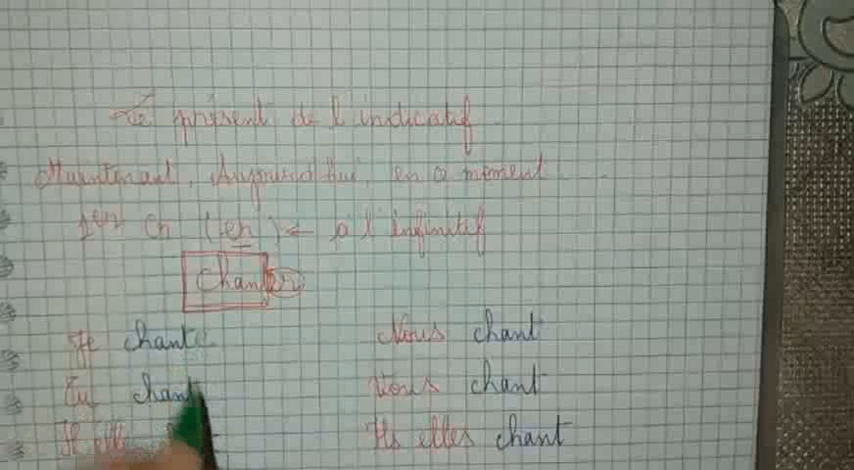 Le présent de l'indicatif
Maintenant, Aujourd'hui, en ce moment ...
1er (er) ← à l'infinitif
Chanter
Je chante Nous chant
Tu chant Vous chant
Il elle Ils elles chant